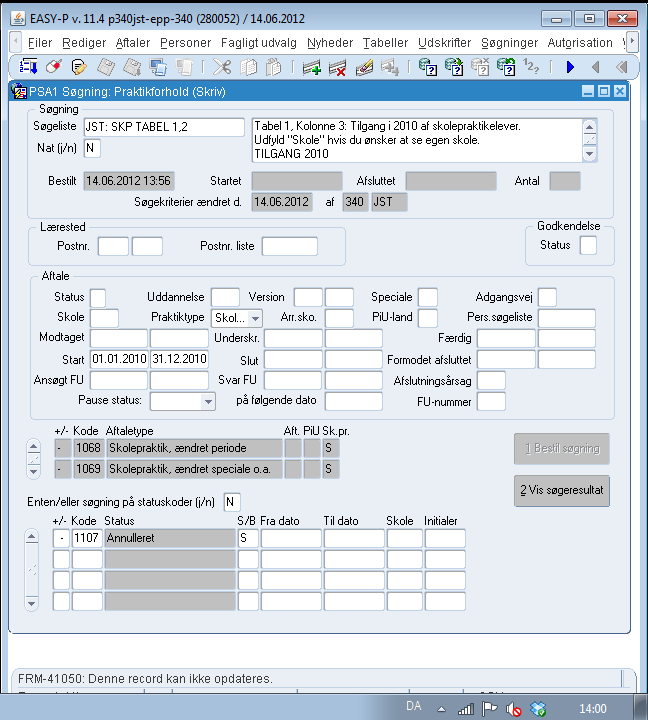 EASY-P v. 11.4 p340jst-epp-340 (280052) / 14.06.2012
Filer Rediger Aftaler Personer Fagligt udvalg Nyheder Tabeller Udskrifter Søgninger Autorisation
PSA1 Søgning: Praktikforhold (Skriv)
Søgning
Søgeliste JST: SKP TABEL 1,2
Tabel 1, Kolonne 3: Tilgang i 2010 af skolepraktikelever.
Udfyld "Skole" hvis du ønsker at se egen skole.
TILGANG 2010
Nat (j/n) N
Bestilt 14.06.2012 13:56 Startet Afsluttet Antal
Søgekriterier ændret d. 14.06.2012 af 340 JST
Lærested
Postnr. Postnr. liste
Godkendelse
Status
Aftale
Status Uddannelse Version Speciale Adgangsvej
Skole Praktiktype Skol... Arr.sko. PiU-land Pers.søgeliste
Modtaget Underskr. Færdig
Start 01.01.2010 31.12.2010 Slut Formodet afsluttet
Ansøgt FU Svar FU Afslutningsårsag
Pause status: på følgende dato FU-nummer
+/- Kode Aftaletype Aft. PiU Sk.pr.
- 1068 Skolepraktik, ændret periode S
- 1069 Skolepraktik, ændret speciale o.a. S
1 Bestil søgning
2 Vis søgeresultat
Enten/eller søgning på statuskoder (j/n) N
+/- Kode Status S/B Fra dato Til dato Skole Initialer
- 1107 Annulleret S
FRM-41050: Denne record kan ikke opdateres.
DA 14:00